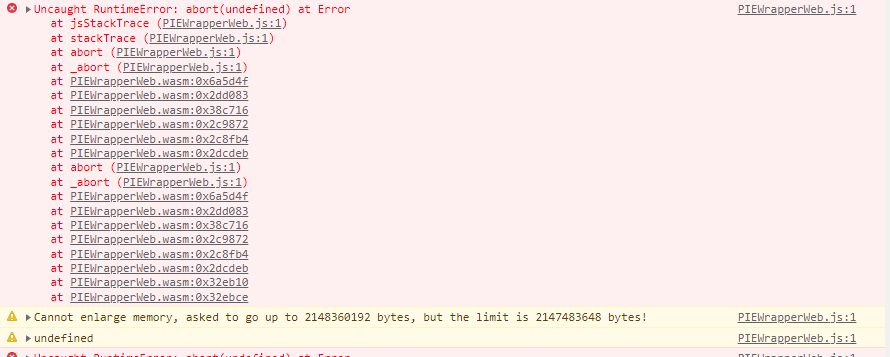 Uncaught RuntimeError: abort(undefined) at Error PIEWrapperWeb.js:1
at jsStackTrace (PIEWrapperWeb.js:1)
at stackTrace (PIEWrapperWeb.js:1)
at abort (PIEWrapperWeb.js:1)
at _abort (PIEWrapperWeb.js:1)
at PIEWrapperWeb.wasm:0x6a5d4f
at PIEWrapperWeb.wasm:0x2dd083
at PIEWrapperWeb.wasm:0x38c716
at PIEWrapperWeb.wasm:0x2c9872
at PIEWrapperWeb.wasm:0x2c8fb4
at PIEWrapperWeb.wasm:0x2dcdeb
at abort (PIEWrapperWeb.js:1)
at _abort (PIEWrapperWeb.js:1)
at PIEWrapperWeb.wasm:0x6a5d4f
at PIEWrapperWeb.wasm:0x2dd083
at PIEWrapperWeb.wasm:0x38c716
at PIEWrapperWeb.wasm:0x2c9872
at PIEWrapperWeb.wasm:0x2c8fb4
at PIEWrapperWeb.wasm:0x2dcdeb
at PIEWrapperWeb.wasm:0x32eb10
at PIEWrapperWeb.wasm:0x32ebce
Cannot enlarge memory, asked to go up to 2148360192 bytes, but the limit is 2147483648 bytes! PIEWrapperWeb.js:1
undefined PIEWrapperWeb.js:1
Uncaught RuntimeError: abort(undefined) at Error PIEWrapperWeb.js:1